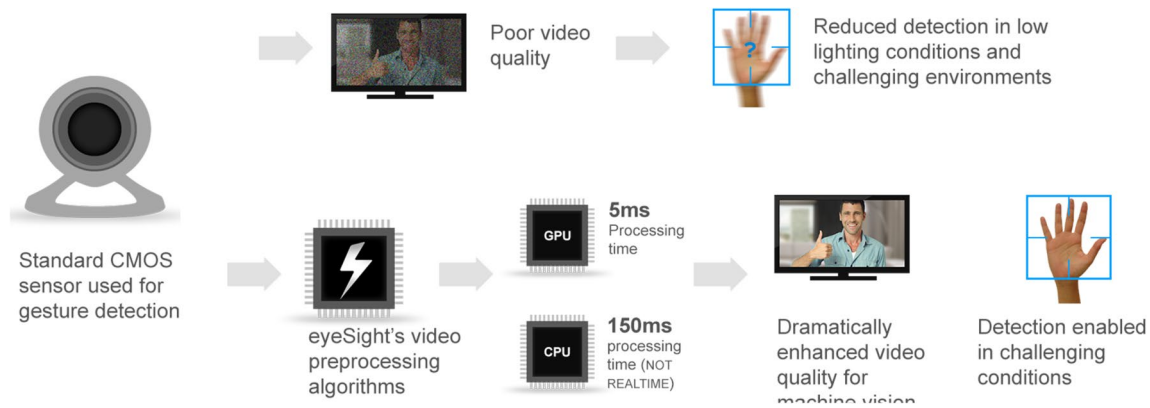 Poor video
quality
?
Reduced detection in low
lighting conditions and
challenging environments
Standard CMOS
sensor used for
gesture detection
eyeSight's video
preprocessing
algorithms
GPU
5ms
Processing
time
CPU
150ms
processing
time (NOT
REALTIME)
Dramatically
enhanced video
quality for
machine vision
Detection enabled
in challenging
conditions